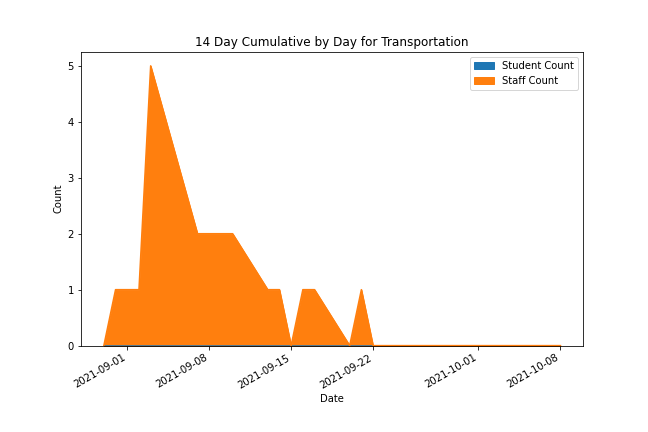 14 Day Cumulative by Day for Transportation
Student Count
Staff Count
5
4
3
2
1
0
Count
2021-09-01
2021-09-08
2021-09-15
2021-09-22
2021-10-01
2021-10-08
Date